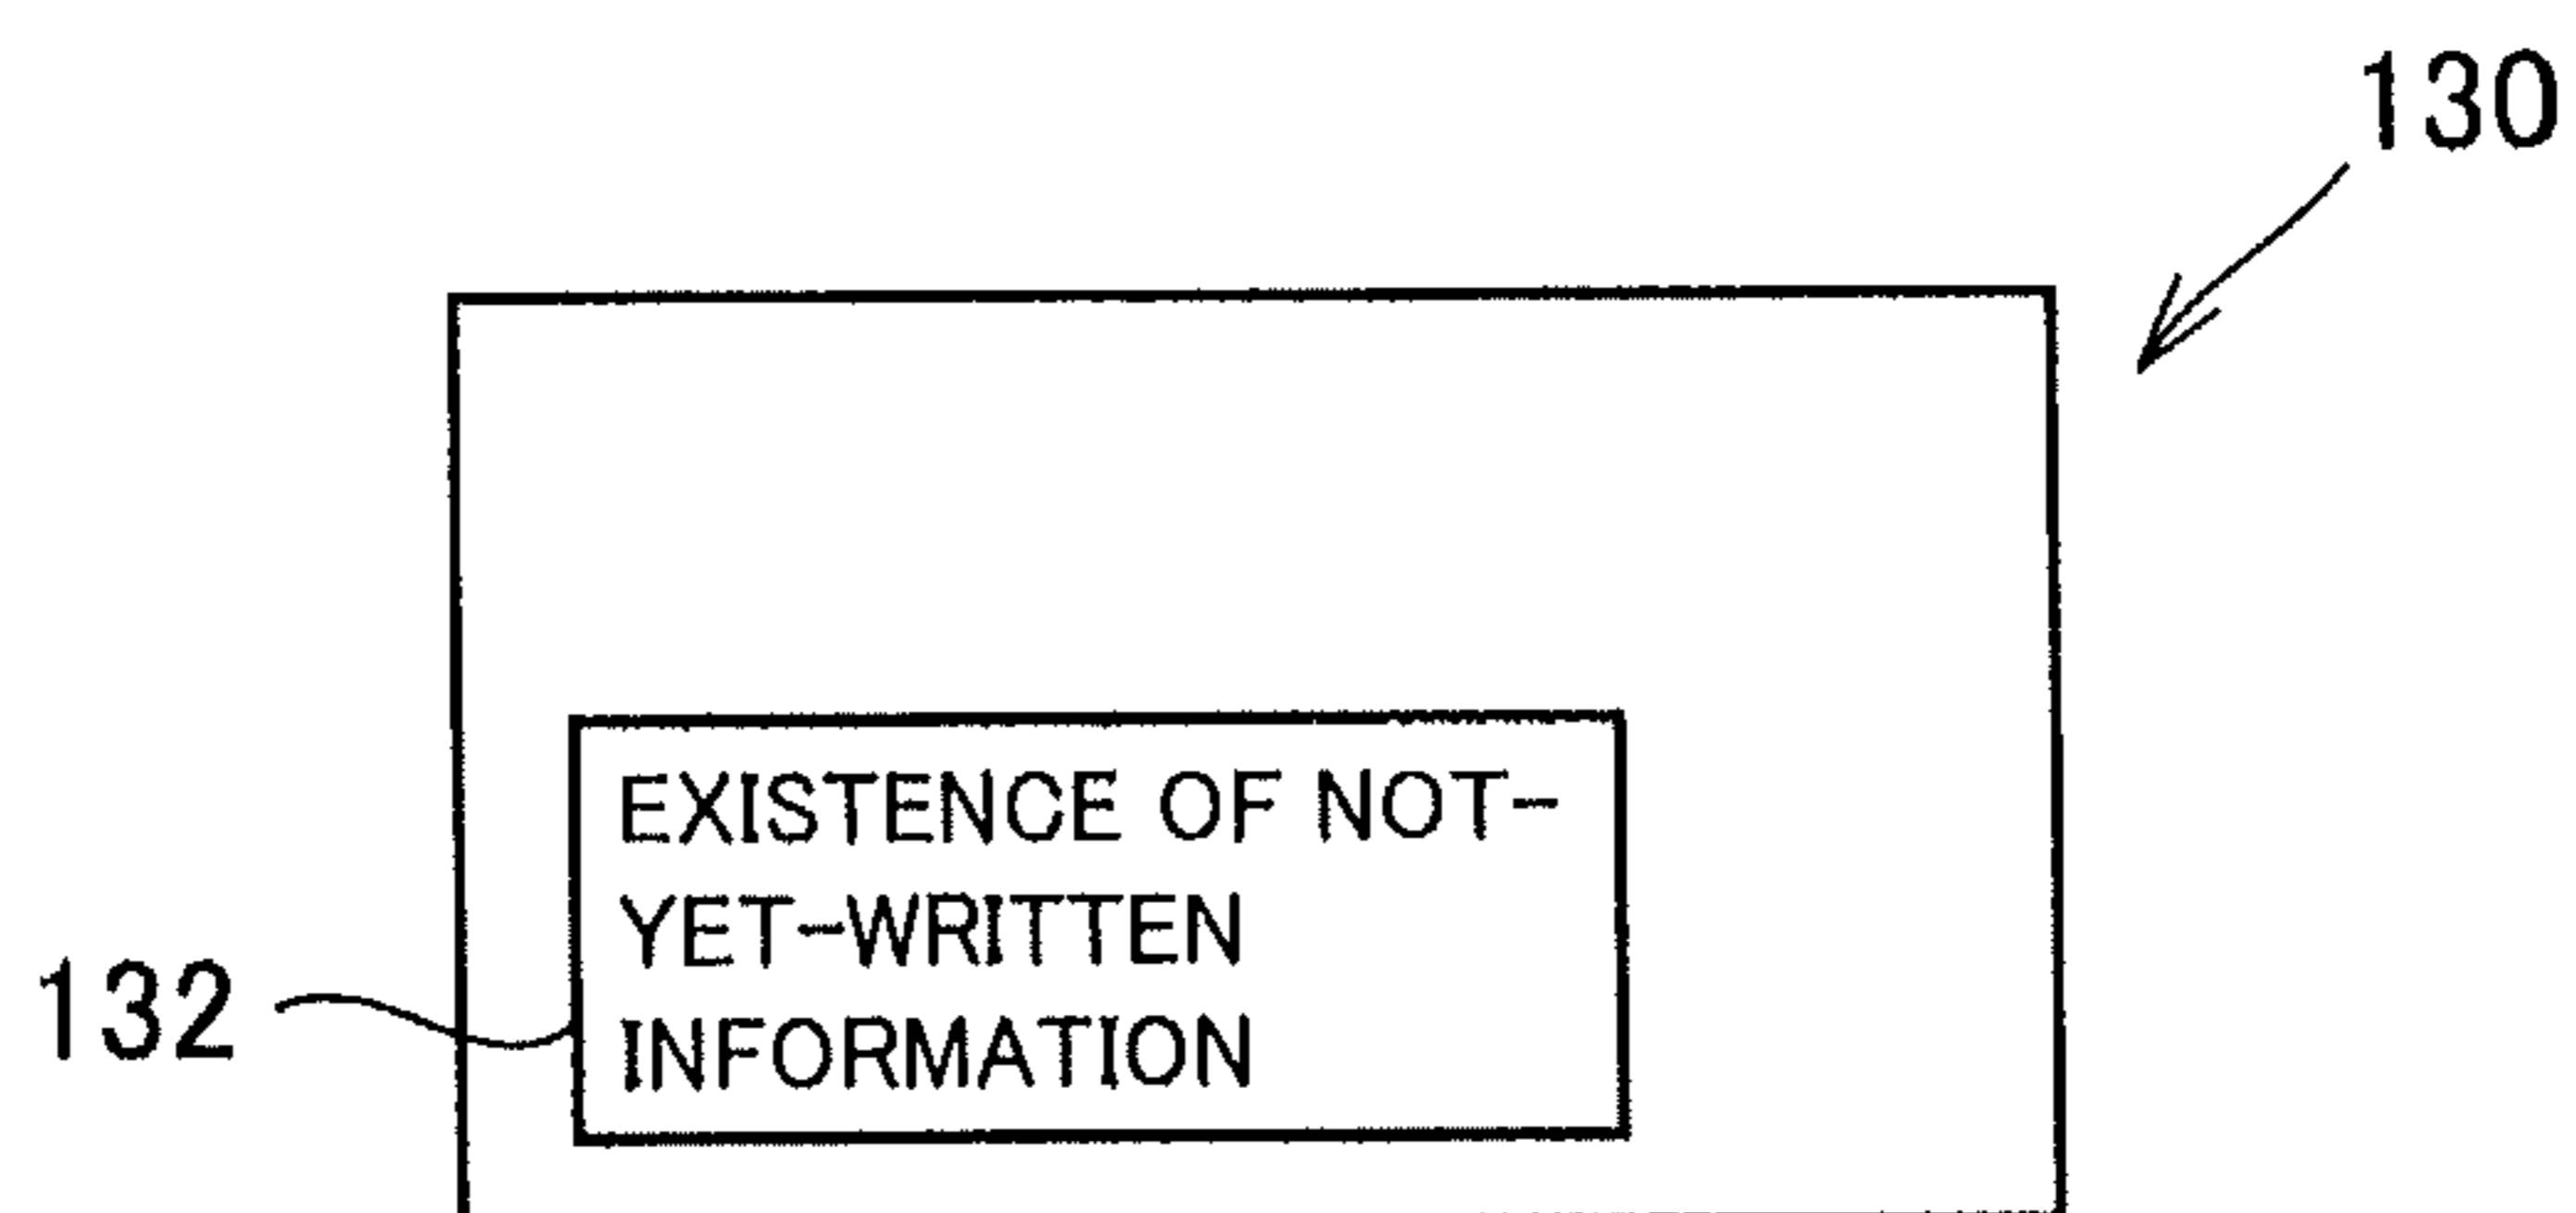 130
EXISTENCE OF NOT-
YET-WRITTEN
INFORMATION
132